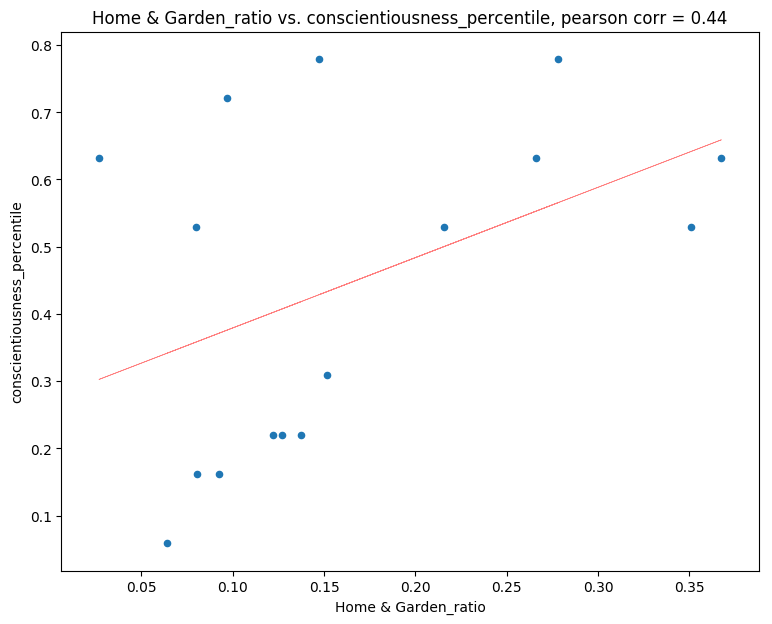 Home & Garden_ratio vs. conscientiousness_percentile, pearson corr = 0.44
0.8
0.7
0.6
0.5
0.4
0.3
0.2
0.1
conscientiousness_percentile
0.05 0.10 0.15 0.20 0.25 0.30 0.35
Home & Garden_ratio